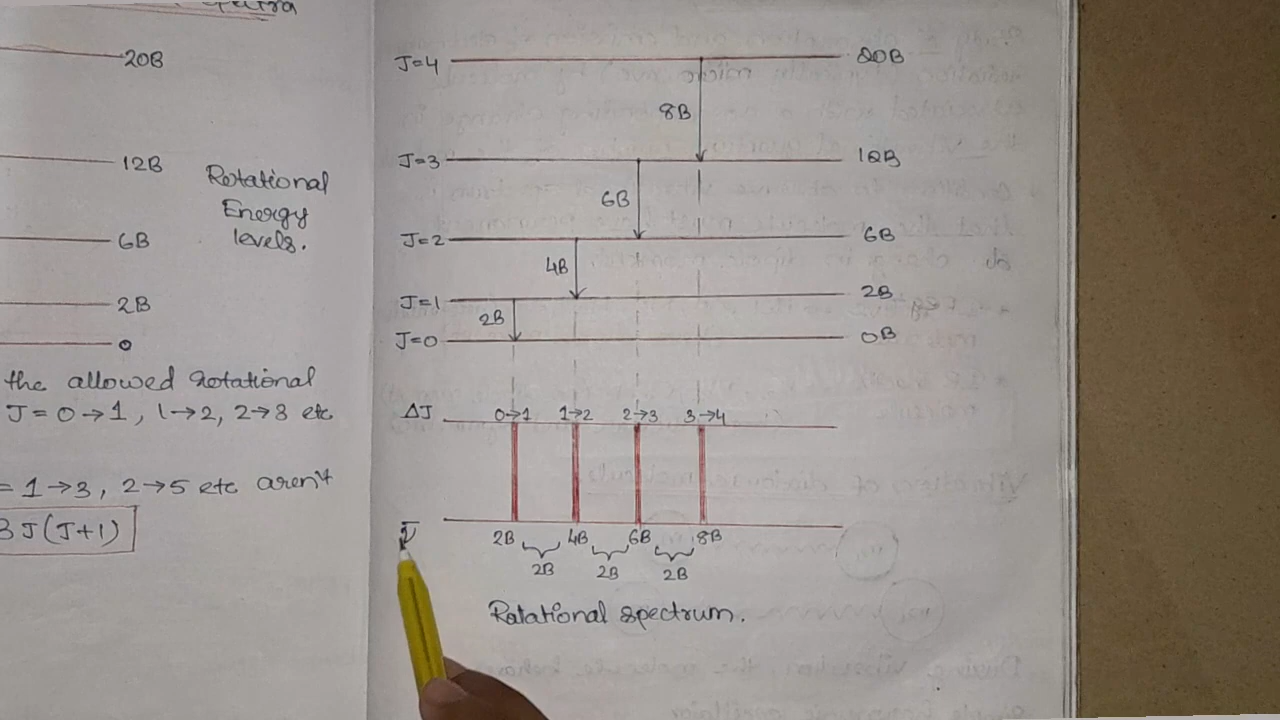 20B
12B
Rotational
Energy
levels.
6B
2B
0
the allowed rotational
J = 0→1, 1→2, 2→3 etc
= 1→3, 2→5 etc aren't
BJ(J+1)
J=4 20B
8B
J=3 12B
6B
J=2 6B
4B
J=1 2B
2B
J=0 0B
ΔJ 0→1 1→2 2→3 3→4
ν̅
2B 4B 6B 8B
2B 2B 2B
Rotational spectrum.